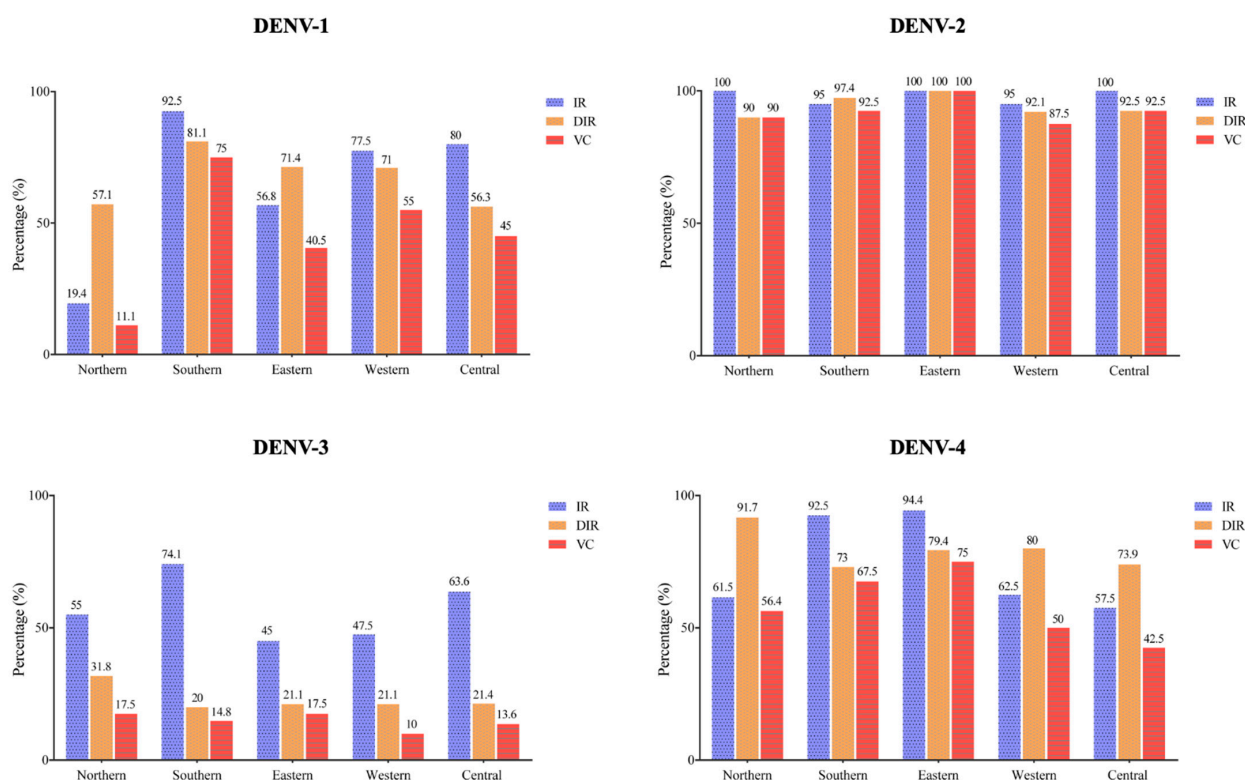 DENV-1
Percentage (%)
100
50
0
19.4 57.1 11.1
92.5 81.1 75
56.8 71.4 40.5
77.5 71 55
80 56.3 45
Northern Southern Eastern Western Central
IR
DIR
VC
DENV-2
Percentage (%)
100
50
0
100 90 90
95 97.4 92.5
100 100 100
95 92.1 87.5
100 92.5 92.5
Northern Southern Eastern Western Central
IR
DIR
VC
DENV-3
Percentage (%)
100
50
0
55 31.8 17.5
74.1 20 14.8
45 21.1 17.5
47.5 21.1 10
63.6 21.4 13.6
Northern Southern Eastern Western Central
IR
DIR
VC
DENV-4
Percentage (%)
100
50
0
61.5 91.7 56.4
92.5 73 67.5
94.4 79.4 75
62.5 80 50
57.5 73.9 42.5
Northern Southern Eastern Western Central
IR
DIR
VC